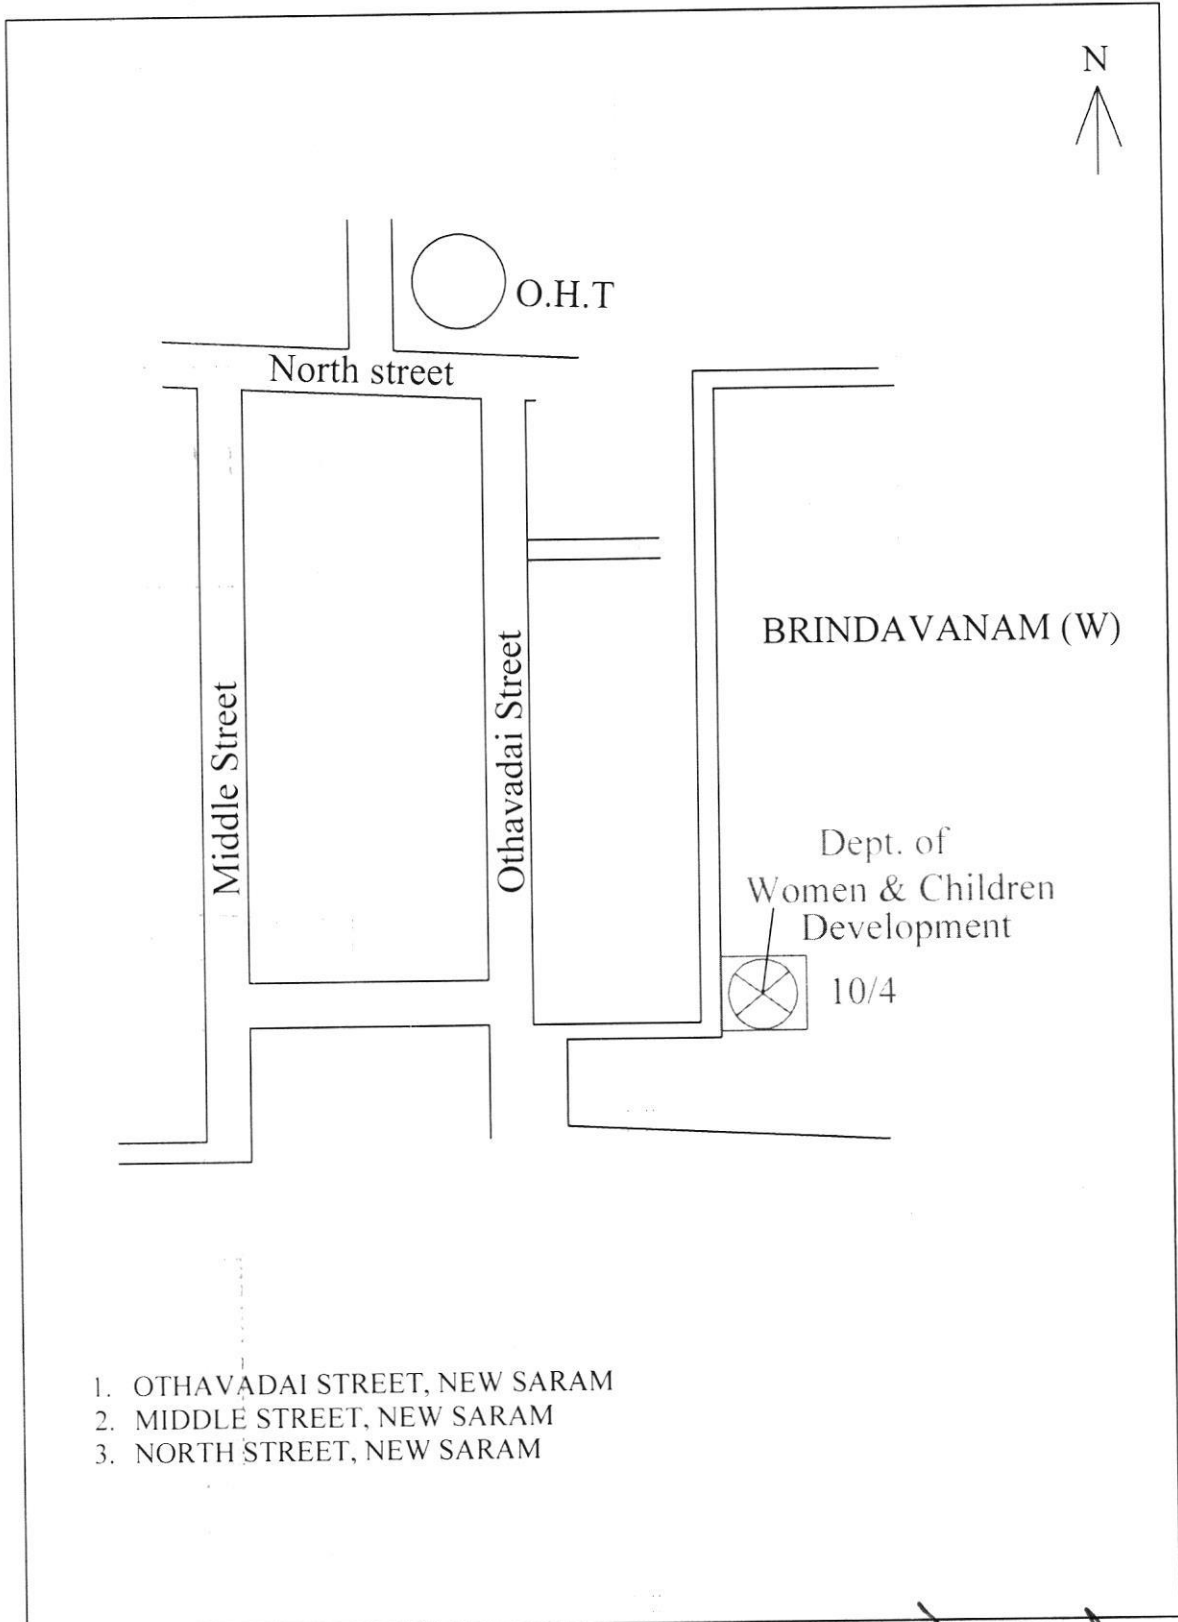 N
O.H.T
North street
BRINDAVANAM (W)
Middle Street
Othavadai Street
Dept. of
Women & Children
Development
10/4
1. OTHAVADAI STREET, NEW SARAM
2. MIDDLE STREET, NEW SARAM
3. NORTH STREET, NEW SARAM